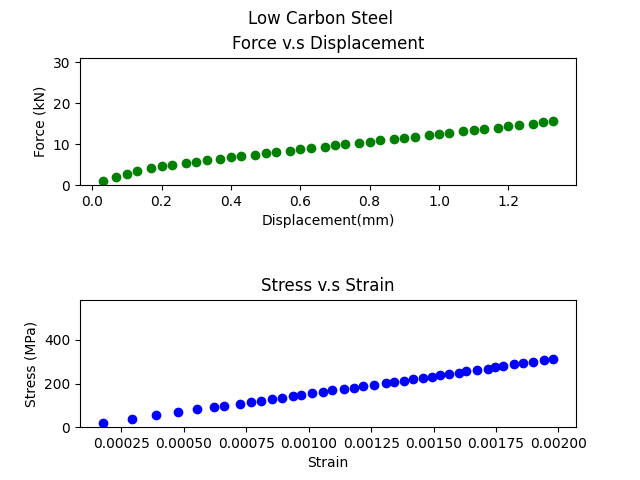 Low Carbon Steel
Force v.s Displacement
30
20
10
0
Force (kN)
0.0 0.2 0.4 0.6 0.8 1.0 1.2
Displacement(mm)
Stress v.s Strain
400
200
0
Stress (MPa)
0.00025 0.00050 0.00075 0.00100 0.00125 0.00150 0.00175 0.00200
Strain